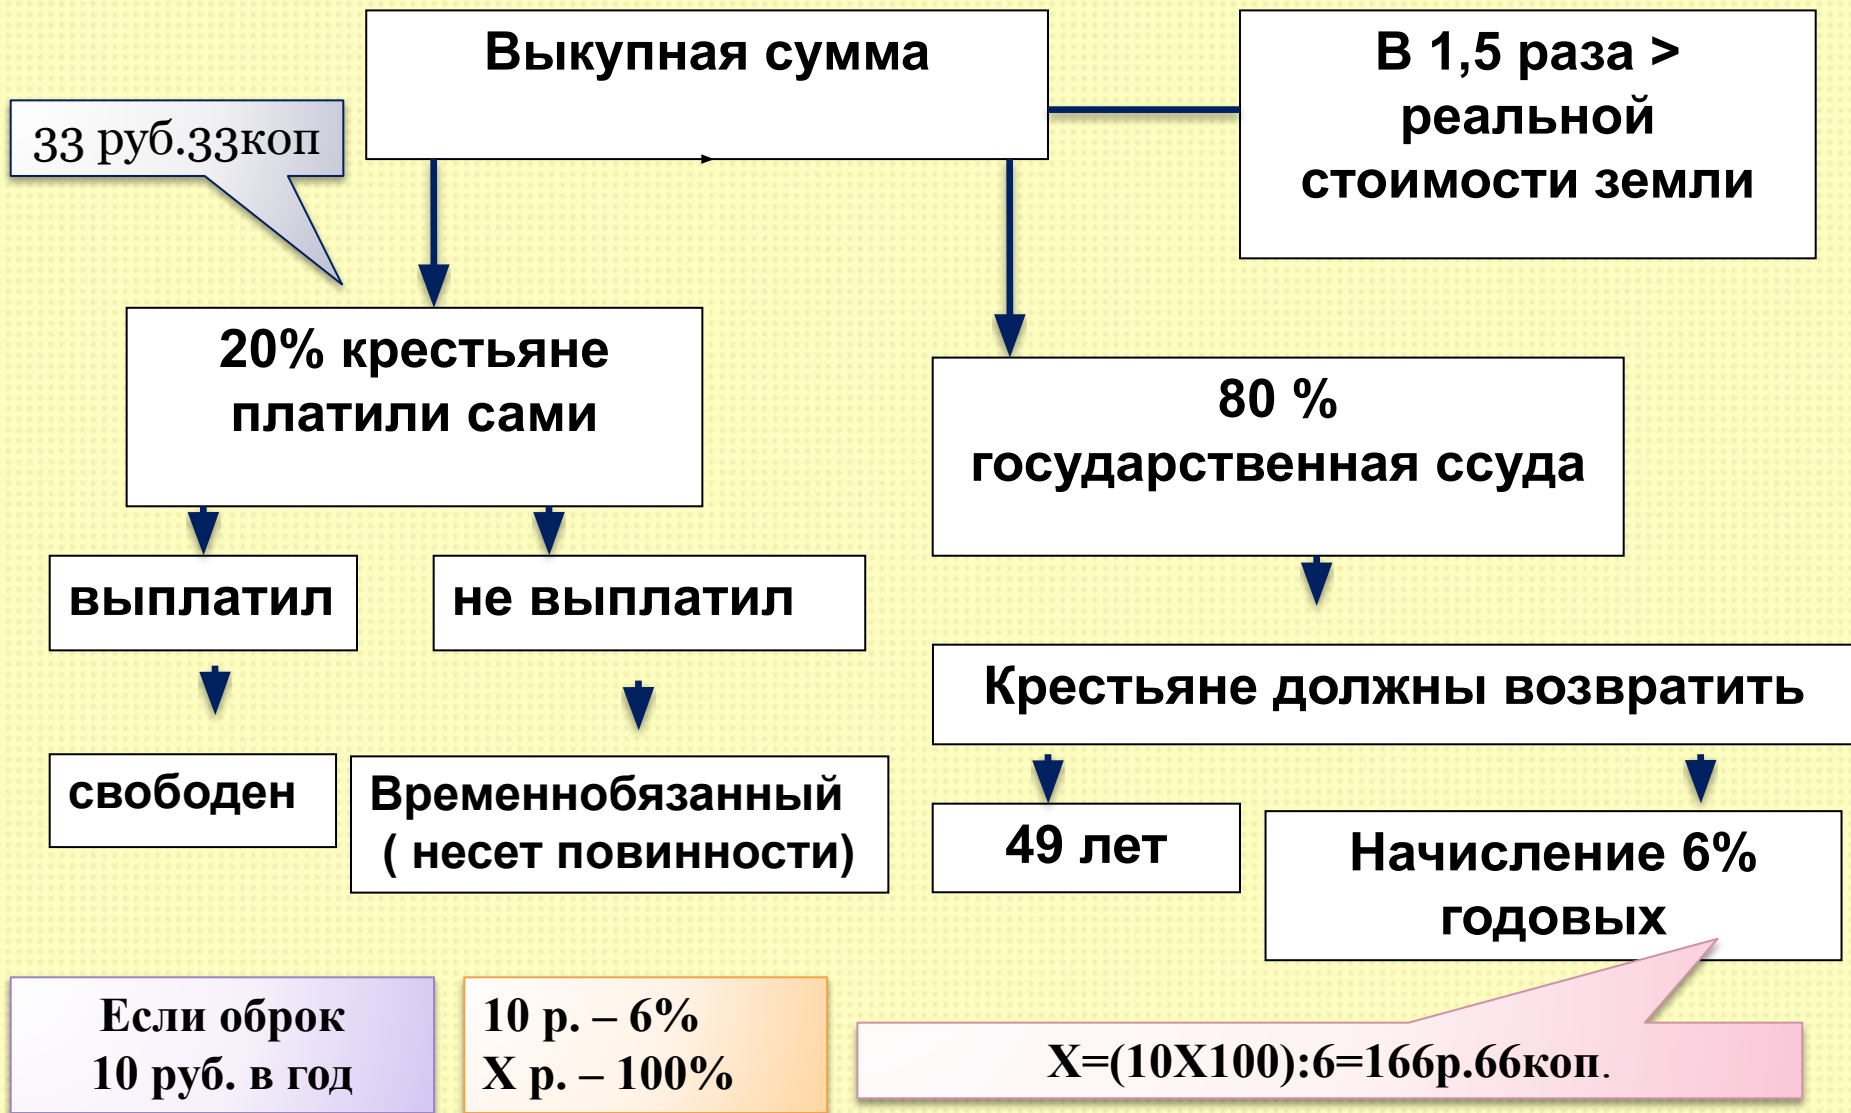 Выкупная сумма
В 1,5 раза >
реальной
стоимости земли
33 руб.33коп
20% крестьяне
платили сами
80 %
государственная ссуда
выплатил
не выплатил
Крестьяне должны возвратить
свободен
Временнобязанный
( несет повинности)
49 лет
Начисление 6%
годовых
Если оброк
10 руб. в год
10 р. – 6%
Х р. – 100%
Х=(10Х100):6=166р.66коп.